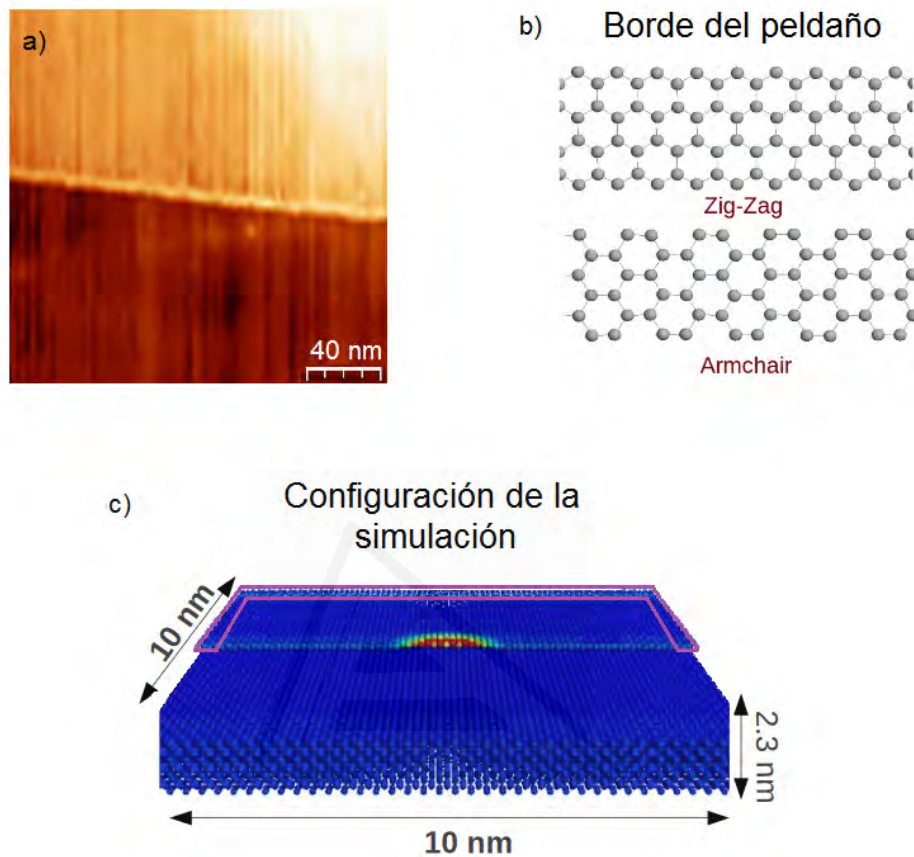 a)
40 nm
b)
Borde del peldaño
Zig-Zag
Armchair
c)
Configuración de la
simulación
10 nm
2.3 nm
10 nm